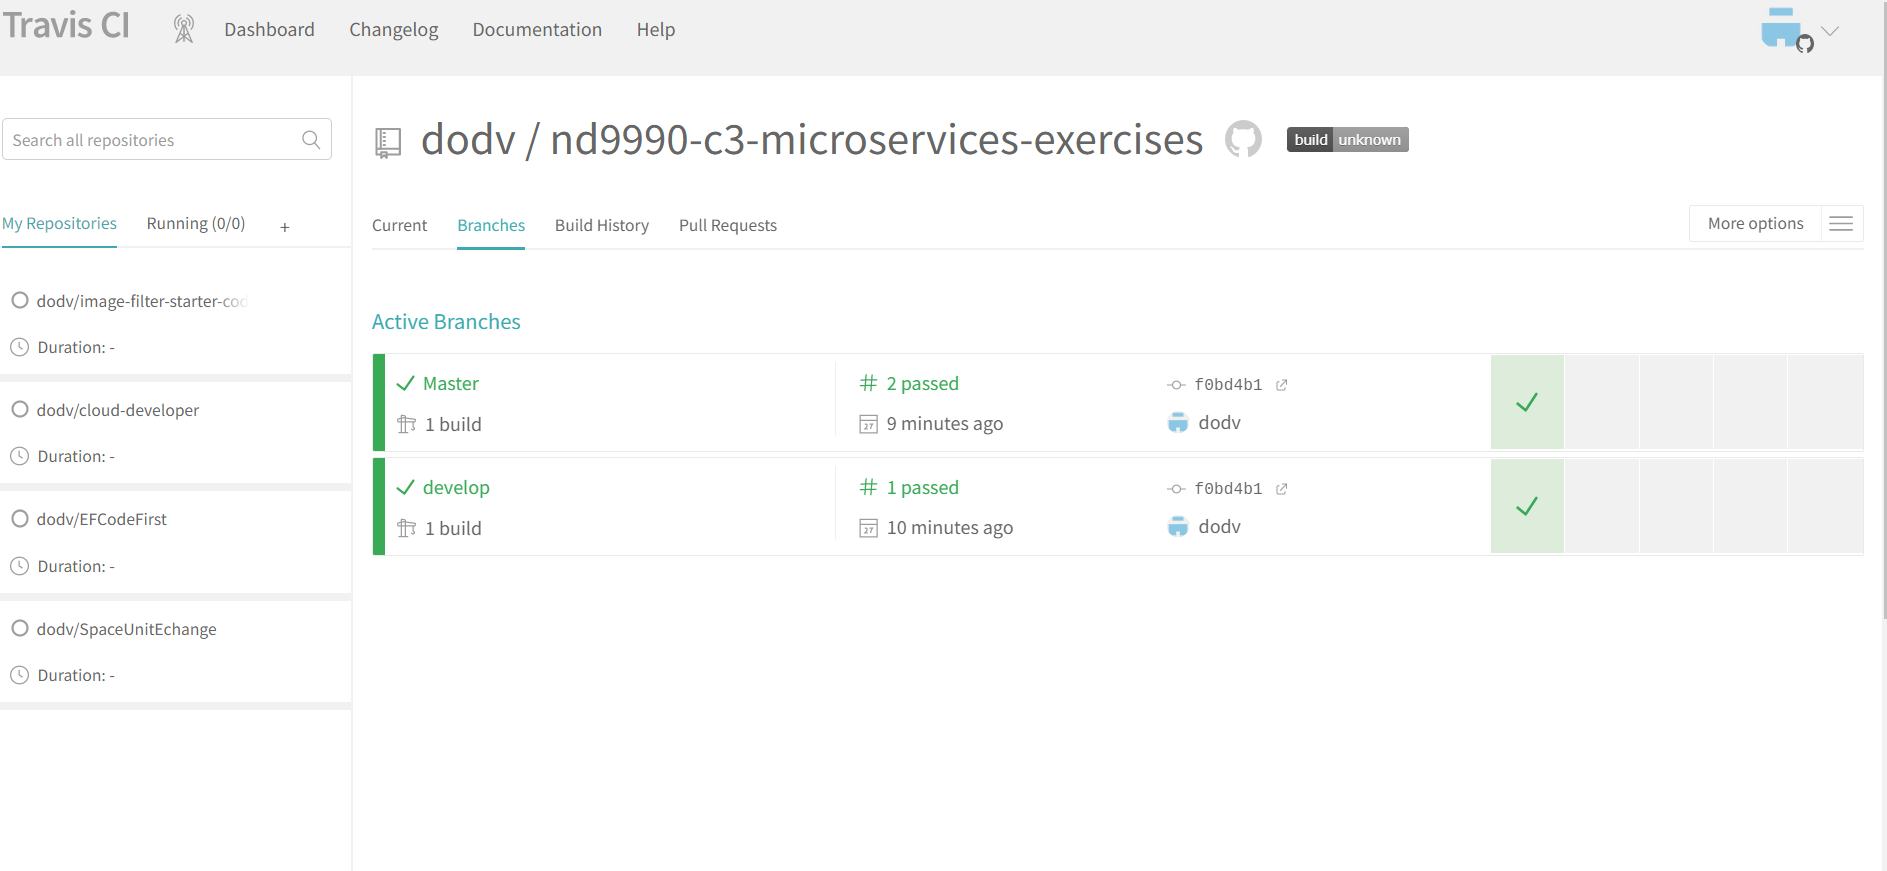 Travis CI
Dashboard
Changelog
Documentation
Help
Search all repositories
My Repositories
Running (0/0)
+
dodv/image-filter-starter-cod
Duration: -
dodv/cloud-developer
Duration: -
dodv/EFCodeFirst
Duration: -
dodv/SpaceUnitEchange
Duration: -
dodv / nd9990-c3-microservices-exercises
build unknown
Current
Branches
Build History
Pull Requests
More options
Active Branches
Master
# 2 passed
f0bd4b1
1 build
27
9 minutes ago
dodv
develop
# 1 passed
f0bd4b1
1 build
27
10 minutes ago
dodv